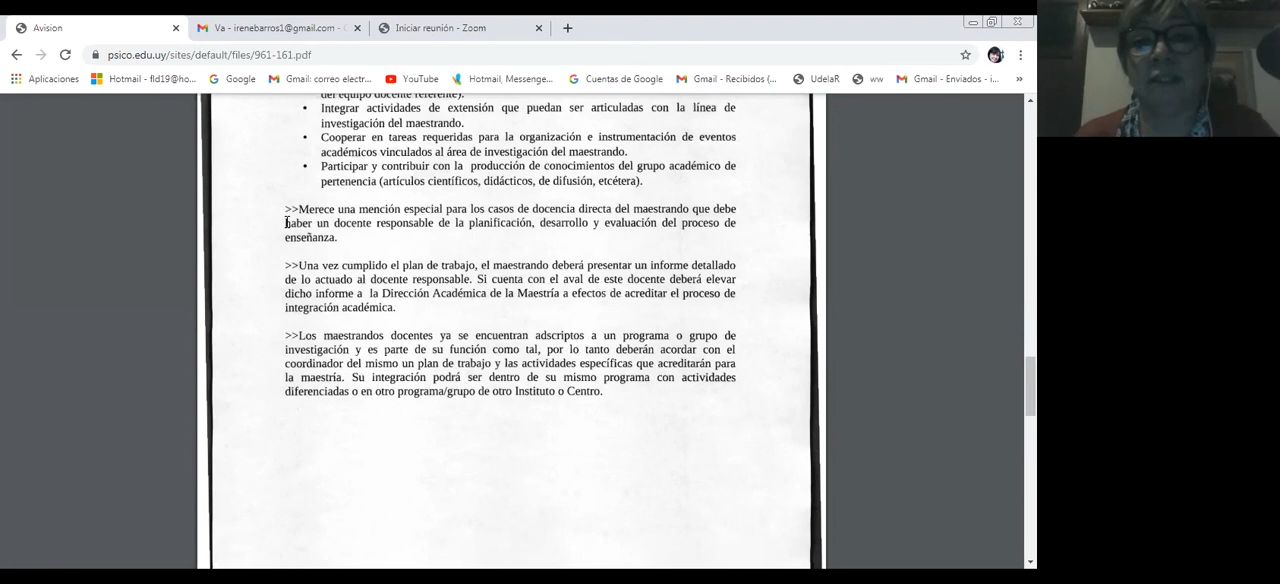 Avision
Va - irenebarros1@gmail.com -
Iniciar reunión - Zoom
psico.edu.uy/sites/default/files/961-161.pdf
Aplicaciones
Hotmail - fld19@ho...
Google
Gmail: correo electr...
YouTube
Hotmail, Messenge...
Cuentas de Google
Gmail - Recibidos (...
UdelaR
ww
Gmail - Enviados - i...
»
del equipo docente referente).
• Integrar actividades de extensión que puedan ser articuladas con la línea de
investigación del maestrando.
• Cooperar en tareas requeridas para la organización e instrumentación de eventos
académicos vinculados al área de investigación del maestrando.
• Participar y contribuir con la producción de conocimientos del grupo académico de
pertenencia (artículos científicos, didácticos, de difusión, etcétera).
>>Merece una mención especial para los casos de docencia directa del maestrando que debe
haber un docente responsable de la planificación, desarrollo y evaluación del proceso de
enseñanza.
>>Una vez cumplido el plan de trabajo, el maestrando deberá presentar un informe detallado
de lo actuado al docente responsable. Si cuenta con el aval de este docente deberá elevar
dicho informe a la Dirección Académica de la Maestría a efectos de acreditar el proceso de
integración académica.
>>Los maestrandos docentes ya se encuentran adscriptos a un programa o grupo de
investigación y es parte de su función como tal, por lo tanto deberán acordar con el
coordinador del mismo un plan de trabajo y las actividades específicas que acreditarán para
la maestría. Su integración podrá ser dentro de su mismo programa con actividades
diferenciadas o en otro programa/grupo de otro Instituto o Centro.